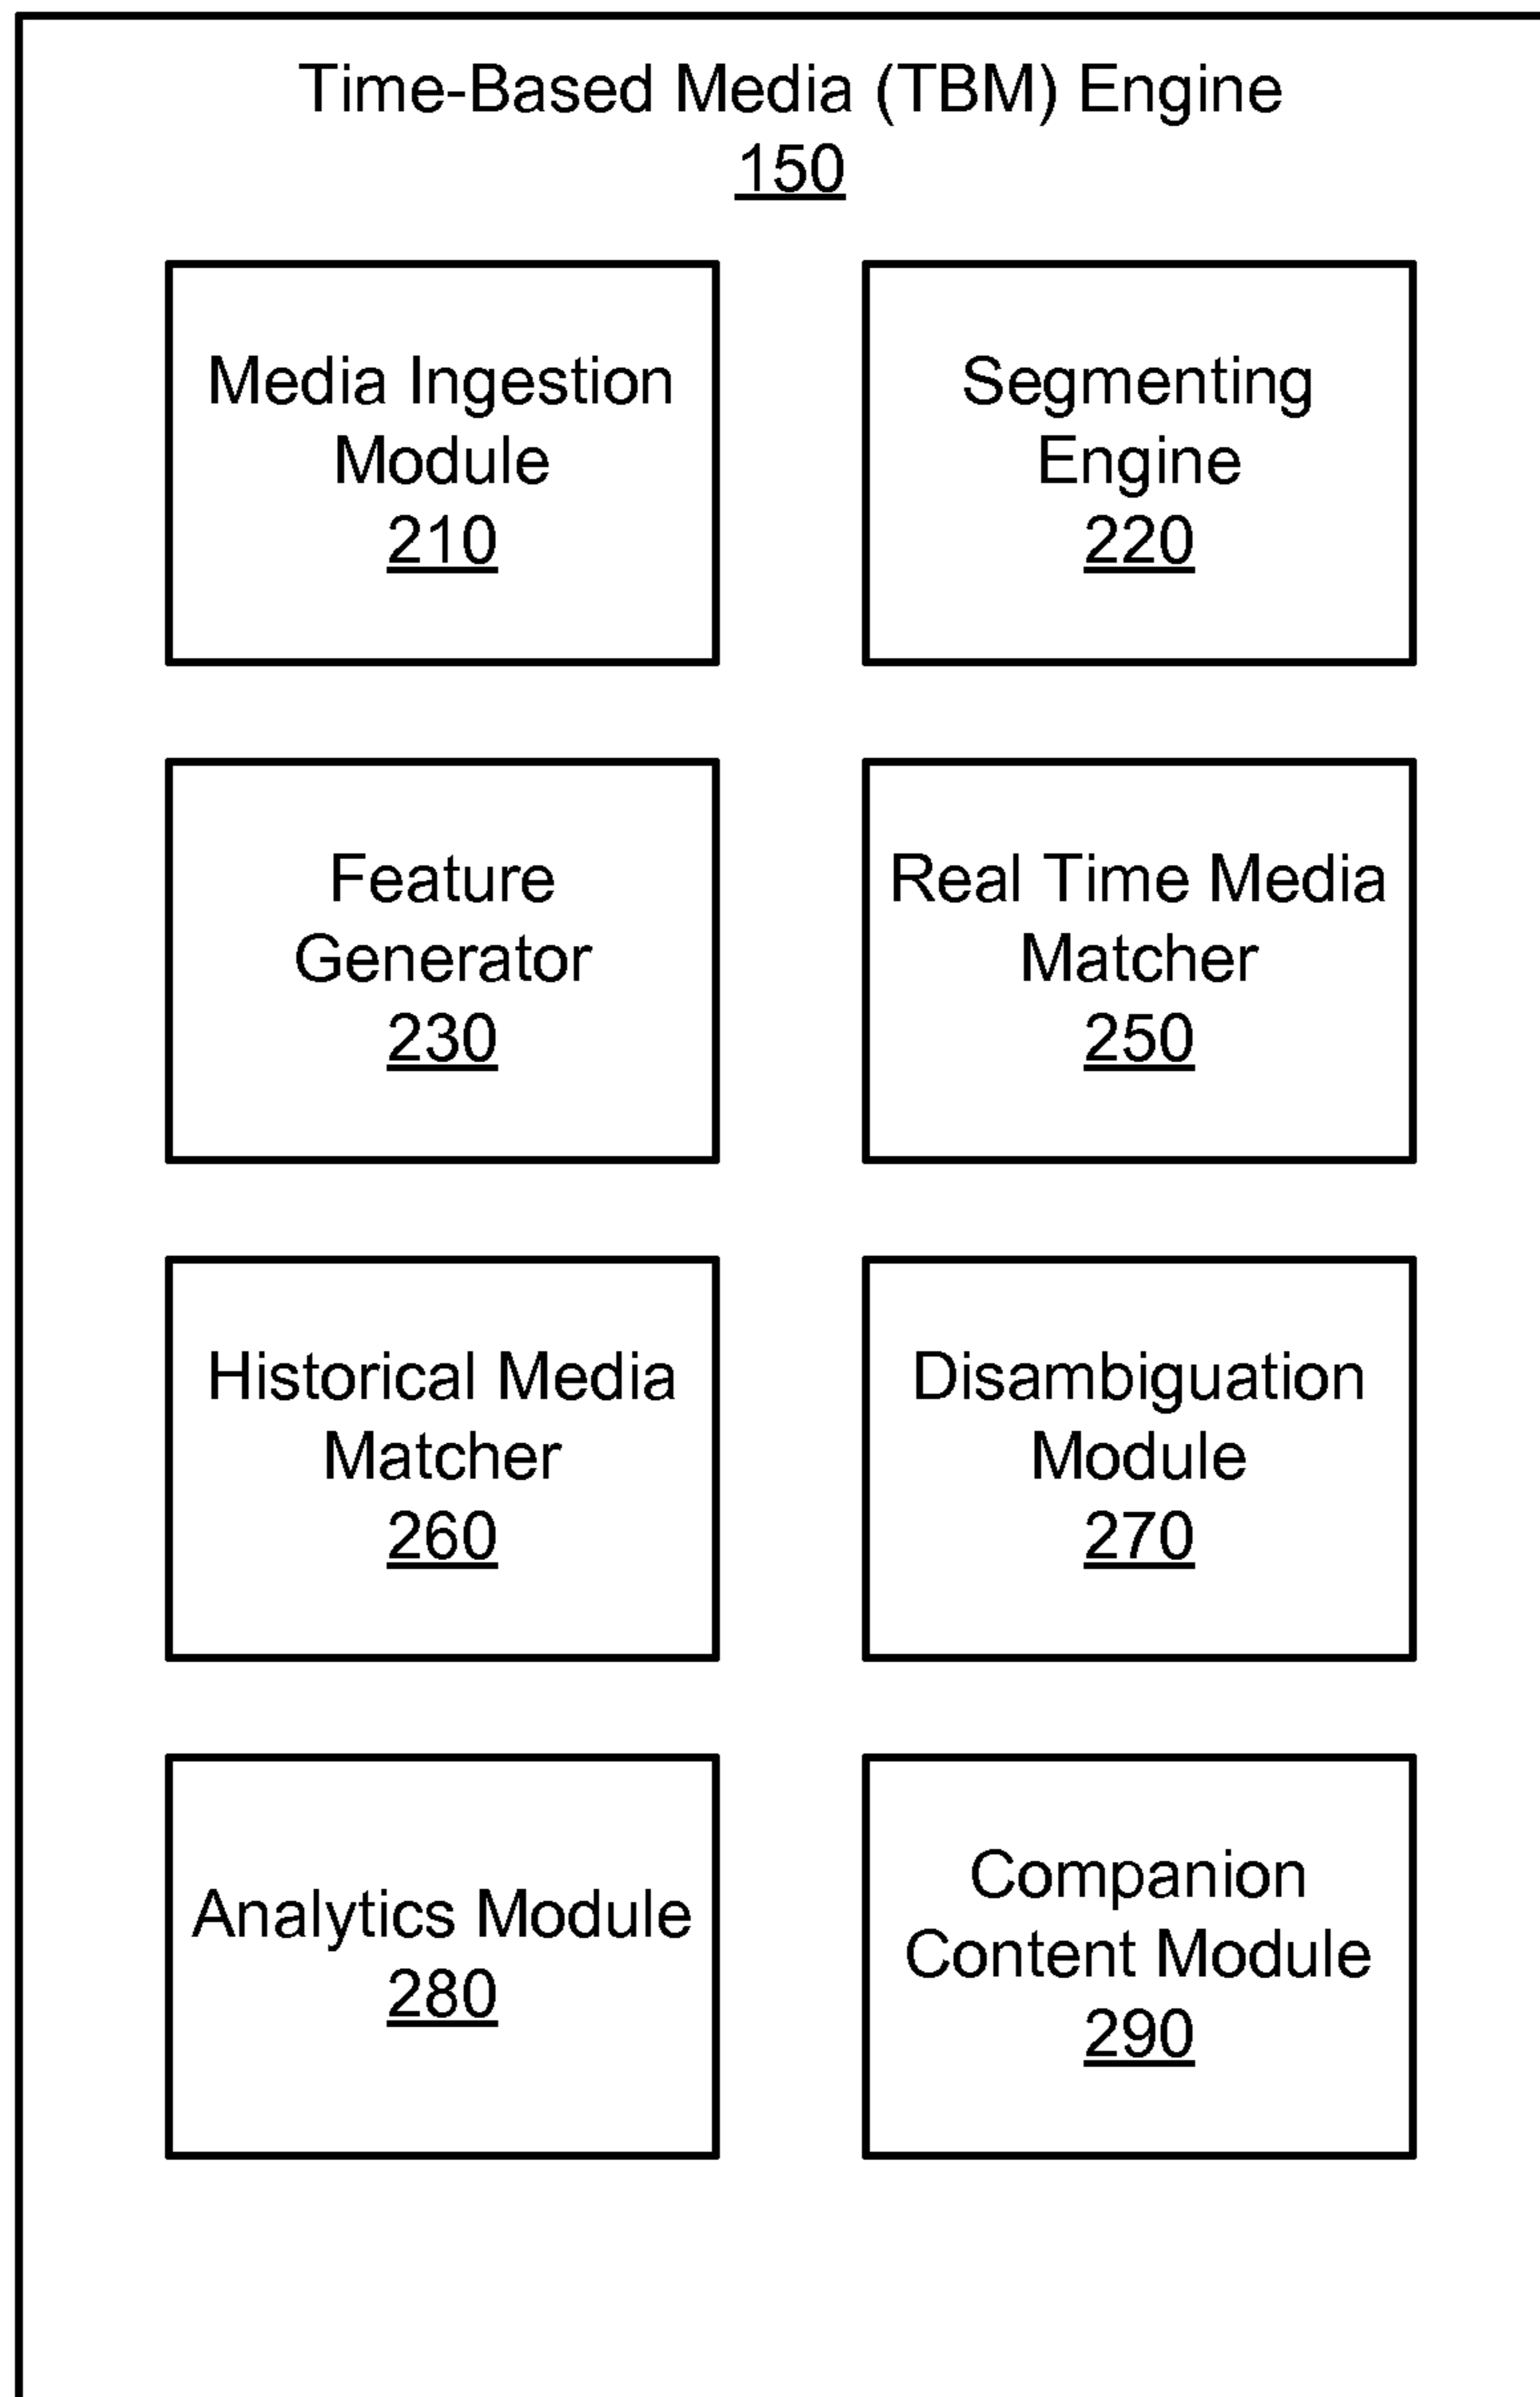 Time-Based Media (TBM) Engine
150
Media Ingestion
Module
210
Segmenting
Engine
220
Feature
Generator
230
Real Time Media
Matcher
250
Historical Media
Matcher
260
Disambiguation
Module
270
Analytics Module
280
Companion
Content Module
290